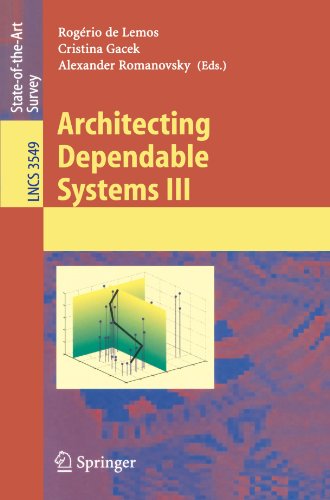 Rogério de Lemos
Cristina Gacek
Alexander Romanovsky (Eds.)
State-of-the-Art
Survey
LNCS 3549
Architecting
Dependable
Systems III
Springer